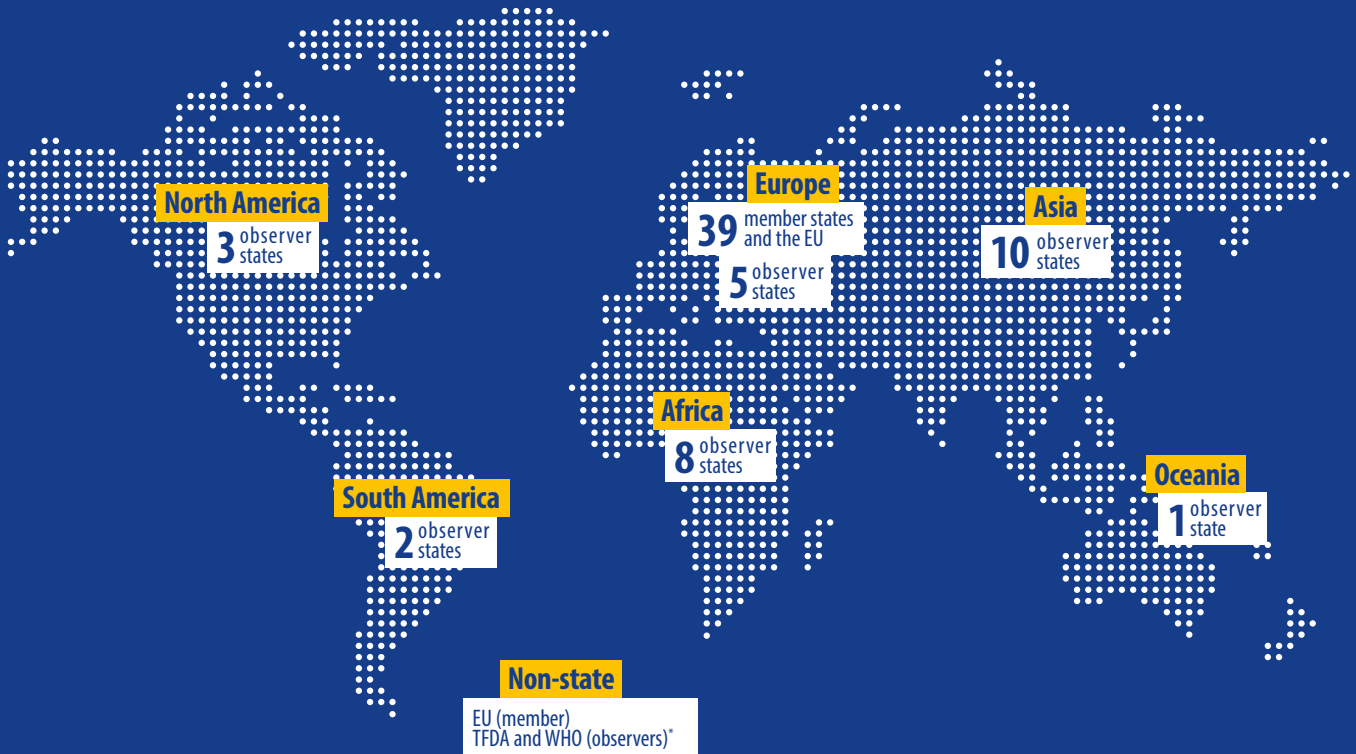 North America
3 observer
states
Europe
39 member states
and the EU
5 observer
states
Asia
10 observer
states
Africa
8 observer
states
South America
2 observer
states
Oceania
1 observer
state
Non-state
EU (member)
TFDA and WHO (observers)*